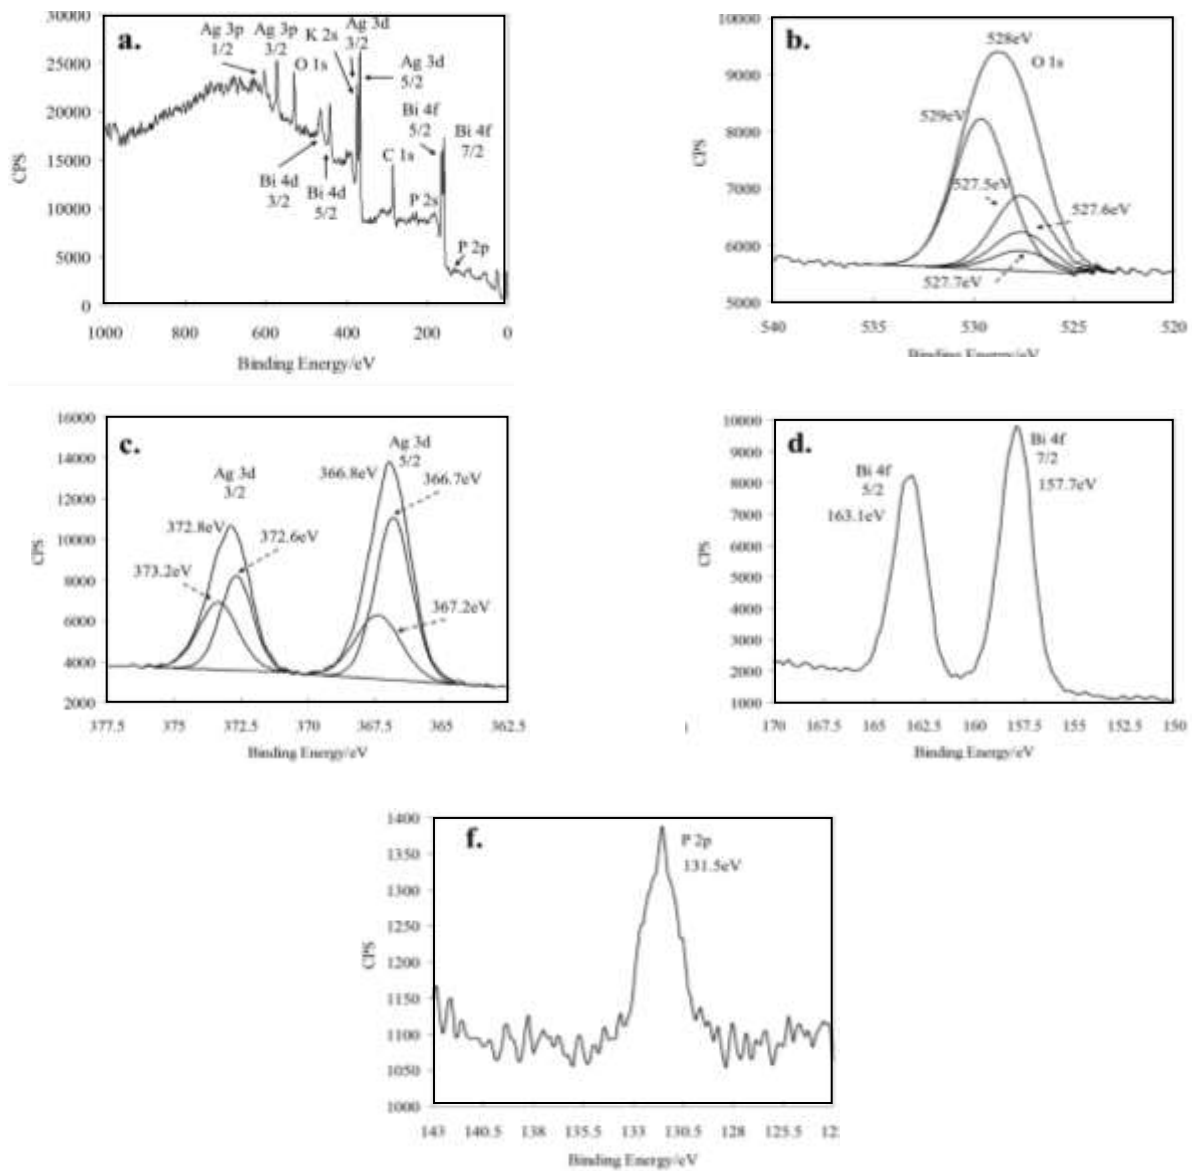 a.
30000
25000
20000
15000
10000
5000
0
CPS
Ag 3p
1/2
Ag 3p
3/2
O 1s
K 2s
Ag 3d
3/2
Ag 3d
5/2
Bi 4f
5/2
Bi 4f
7/2
Bi 4d
3/2
Bi 4d
5/2
C 1s
P 2s
P 2p
1000 800 600 400 200 0
Binding Energy/eV
b.
10000
9000
8000
7000
6000
5000
CPS
528eV
O 1s
529eV
527.5eV
527.6eV
527.7eV
540 535 530 525 520
Binding Energy/eV
c.
16000
14000
12000
10000
8000
6000
4000
2000
CPS
Ag 3d
3/2
Ag 3d
5/2
366.8eV
366.7eV
372.8eV
372.6eV
373.2eV
367.2eV
377.5 375 372.5 370 367.5 365 362.5
Binding Energy/eV
d.
10000
9000
8000
7000
6000
5000
4000
3000
2000
1000
CPS
Bi 4f
5/2
163.1eV
Bi 4f
7/2
157.7eV
170 167.5 165 162.5 160 157.5 155 152.5 150
Binding Energy/eV
f.
1400
1350
1300
1250
1200
1150
1100
1050
1000
CPS
P 2p
131.5eV
143 140.5 138 135.5 133 130.5 128 125.5 12
Binding Energy/eV